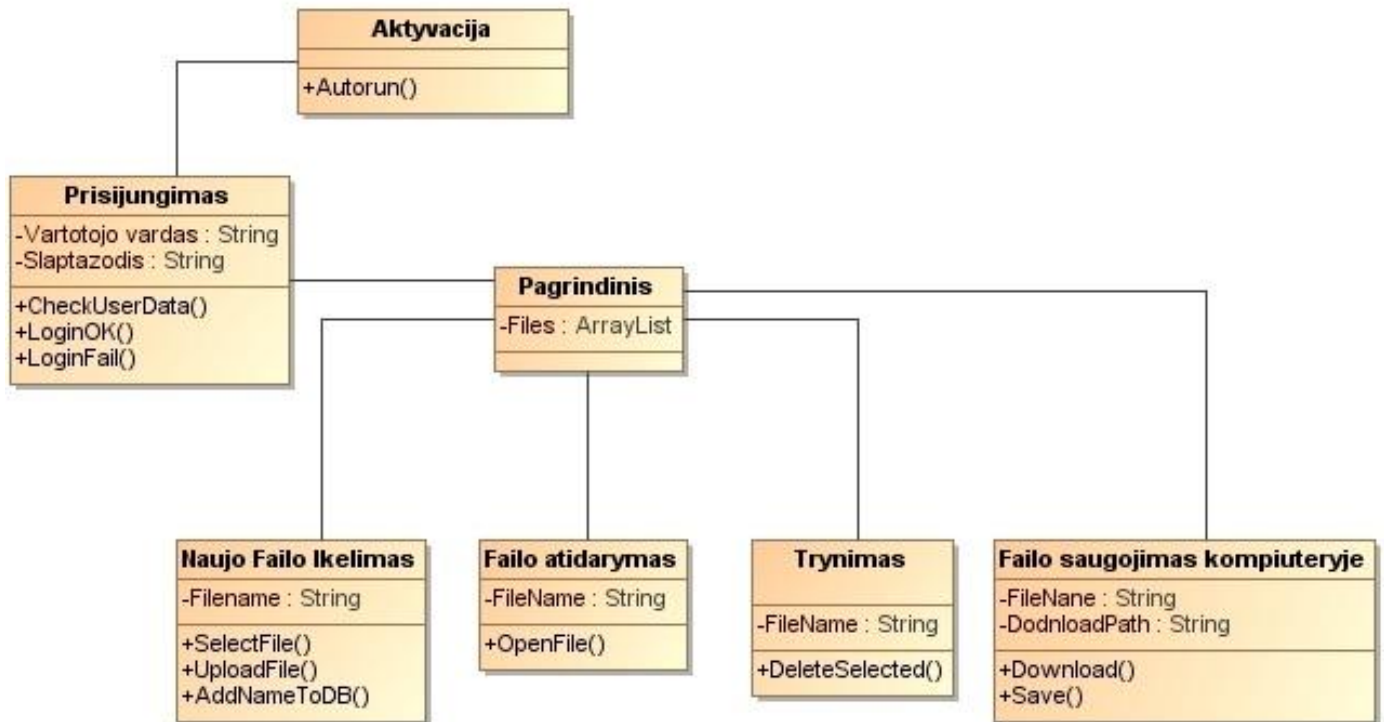 Aktyvacija
+Autorun()
Prisijungimas
-Vartotojo vardas : String
-Slaptazodis : String
+CheckUserData()
+LoginOK()
+LoginFail()
Pagrindinis
-Files : ArrayList
Naujo Failo Ikelimas
-Filename : String
+SelectFile()
+UploadFile()
+AddNameToDB()
Failo atidarymas
-FileName : String
+OpenFile()
Trynimas
-FileName : String
+DeleteSelected()
Failo saugojimas kompiuteryje
-FileNane : String
-DodnloadPath : String
+Download()
+Save()